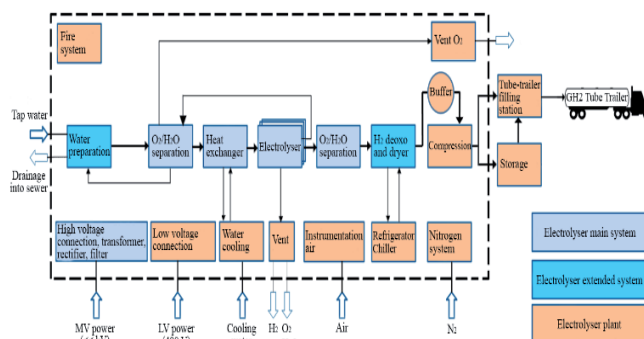 Fire
system
Vent O₂
Buffer
Tube-trailer
filling
station
GH2 Tube Trailer
Tap water
Water
preparation
O₂/H₂O
separation
Heat
exchanger
Electrolyser
O₂/H₂O
separation
H₂ deoxo
and dryer
Compression
Storage
Drainage
into sewer
High voltage
connection, transformer,
rectifier, filter
Low voltage
connection
Water
cooling
Vent
Instrumentation
air
Refrigerator
Chiller
Nitrogen
system
Electrolyser main system
Electrolyser extended system
Electrolyser plant
MV power
LV power
Cooling
H₂ O₂
Air
N₂